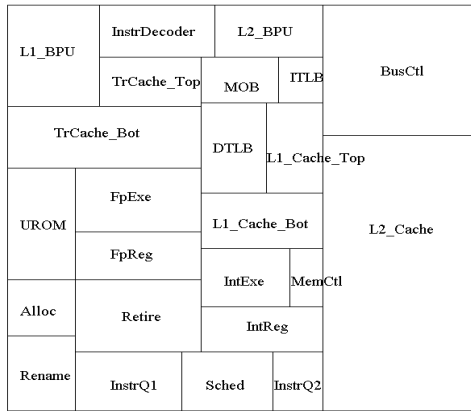 InstrDecoder
L2_BPU
L1_BPU
BusCtl
TrCache_Top
MOB
ITLB
TrCache_Bot
DTLB
L1_Cache_Top
FpExe
UROM
L1_Cache_Bot
L2_Cache
FpReg
IntExe
MemCtl
Alloc
Retire
IntReg
Rename
InstrQ1
Sched
InstrQ2